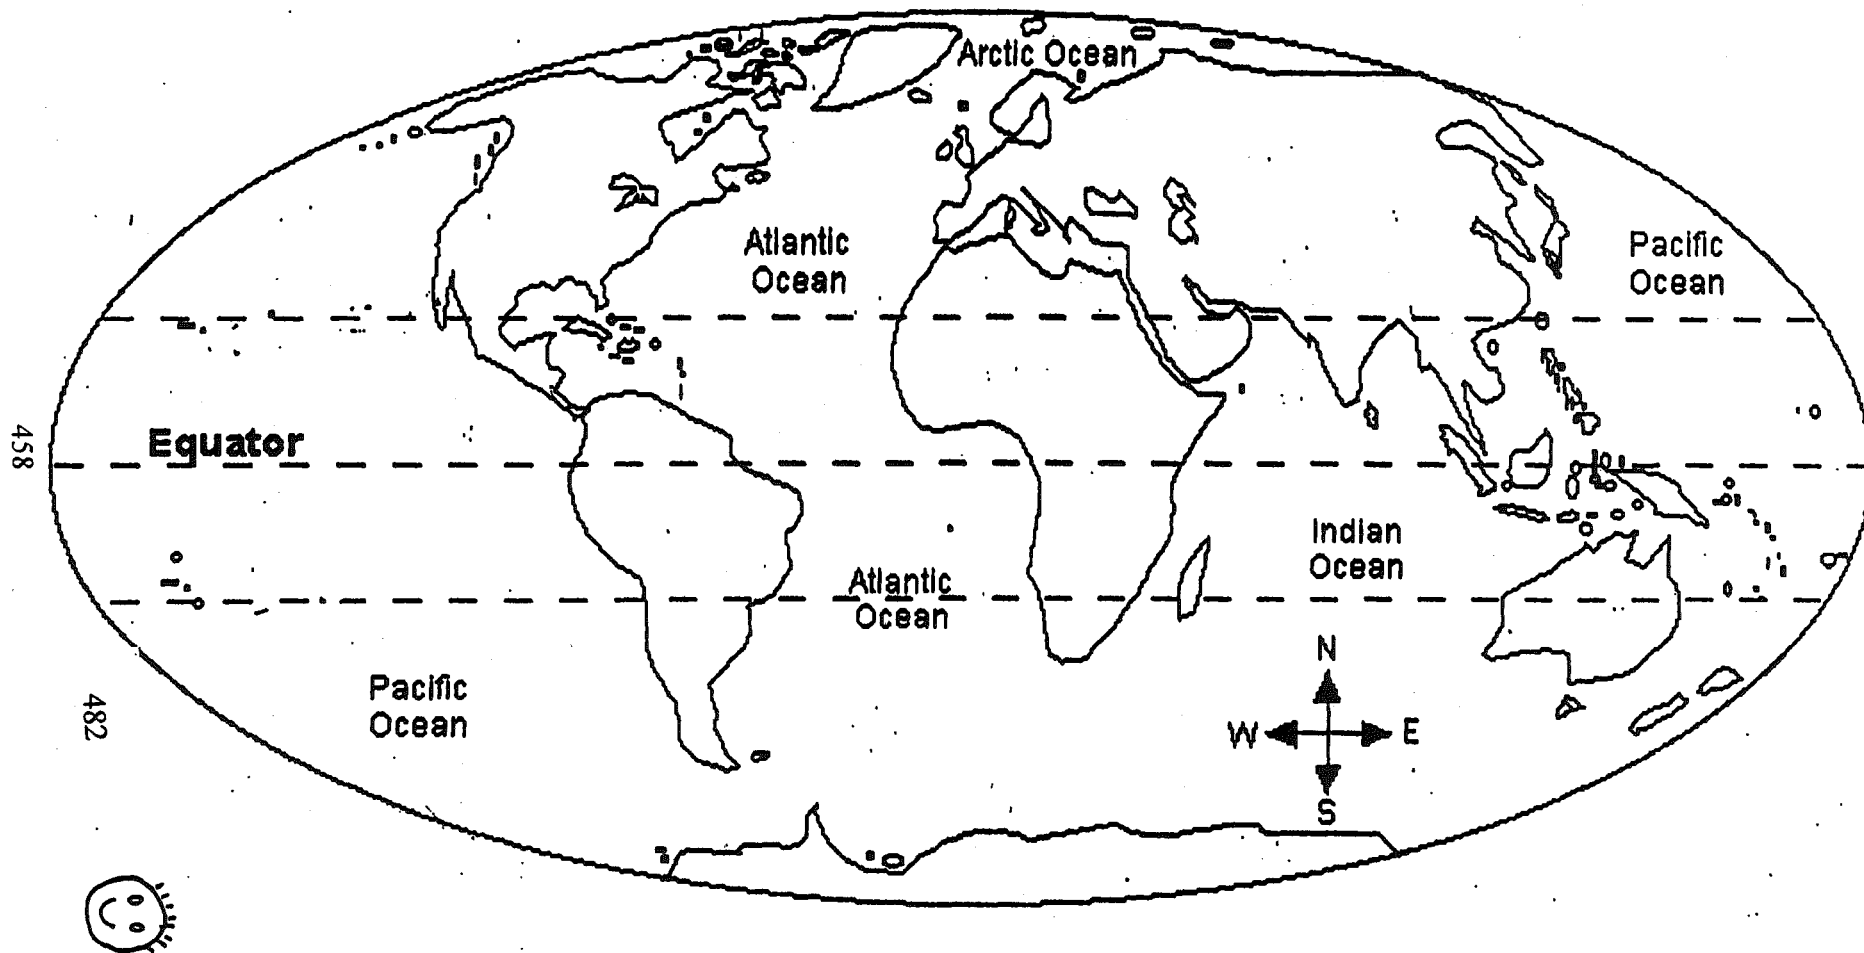 Arctic Ocean
Atlantic
Ocean
Pacific
Ocean
Equator
458
Indian
Ocean
Atlantic
Ocean
N
W
E
S
Pacific
Ocean
482